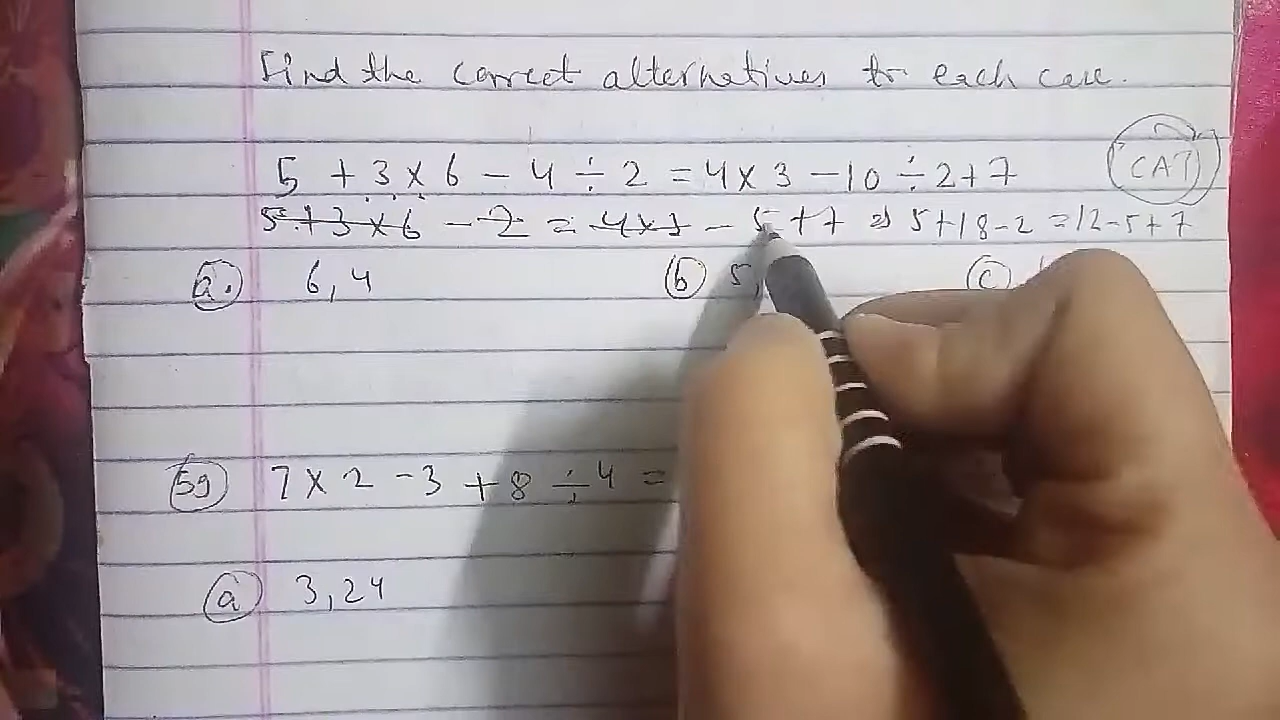 Find the correct alternatives to each case.
5 + 3 × 6 - 4 ÷ 2 = 4 × 3 - 10 ÷ 2 + 7
CAT
5 + 3 × 6 - 2 = 4 × 3 - 5 + 7 ⇒ 5 + 18 - 2 = 12 - 5 + 7
a. 6,4 b 5, c
59 7 × 2 - 3 + 8 ÷ 4 =
a 3,24